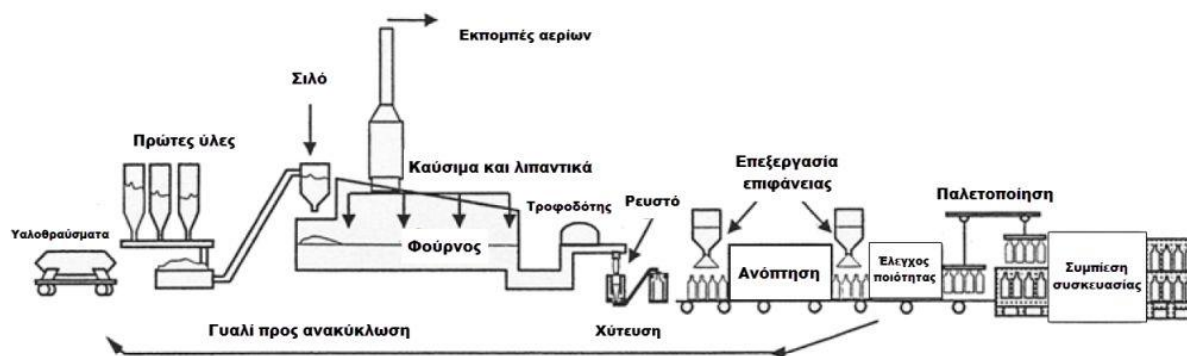 Εκπομπές αερίων
Σιλό
Πρώτες ύλες
Καύσιμα και λιπαντικά
Επεξεργασία
επιφάνειας
Παλετοποίηση
Τροφοδότης
Ρευστό
Υαλοθραύσματα
Φούρνος
Ανόπτηση
Έλεγχος
ποιότητας
Συμπίεση
συσκευασίας
Γυαλί προς ανακύκλωση
Χύτευση